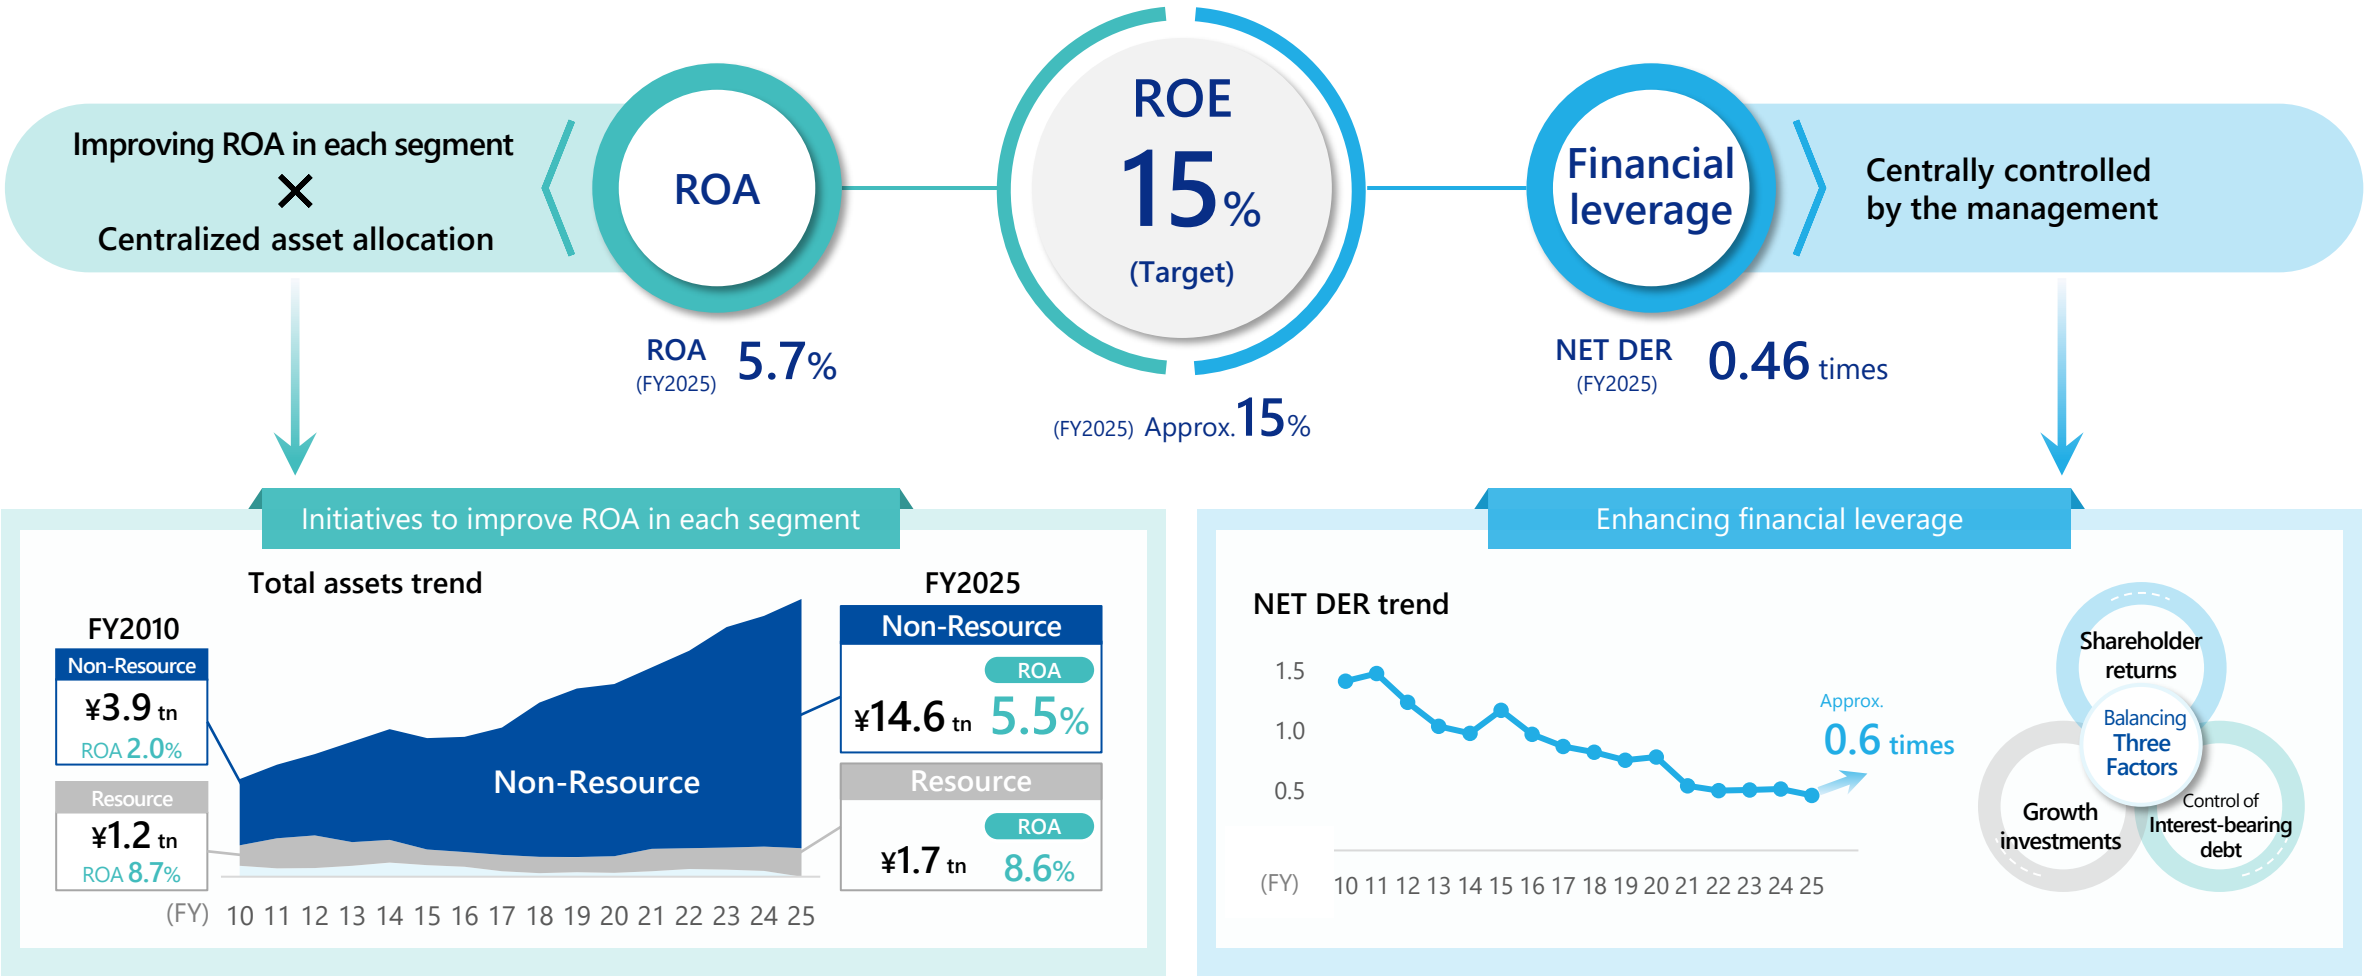 Improving ROA in each segment
×
Centralized asset allocation
ROA
ROE
15%
(Target)
Financial
leverage
Centrally controlled
by the management
ROA
(FY2025)
5.7%
(FY2025) Approx.15%
NET DER
(FY2025)
0.46 times
Initiatives to improve ROA in each segment
Total assets trend
FY2010
Non-Resource
¥3.9 tn
ROA 2.0%
Resource
¥1.2 tn
ROA 8.7%
Non-Resource
FY2025
Non-Resource
ROA
¥14.6 tn 5.5%
Resource
ROA
¥1.7 tn 8.6%
(FY) 10 11 12 13 14 15 16 17 18 19 20 21 22 23 24 25
Enhancing financial leverage
NET DER trend
1.5
1.0
0.5
Approx.
0.6 times
(FY) 10 11 12 13 14 15 16 17 18 19 20 21 22 23 24 25
Shareholder
returns
Balancing
Three
Factors
Growth
investments
Control of
Interest-bearing
debt